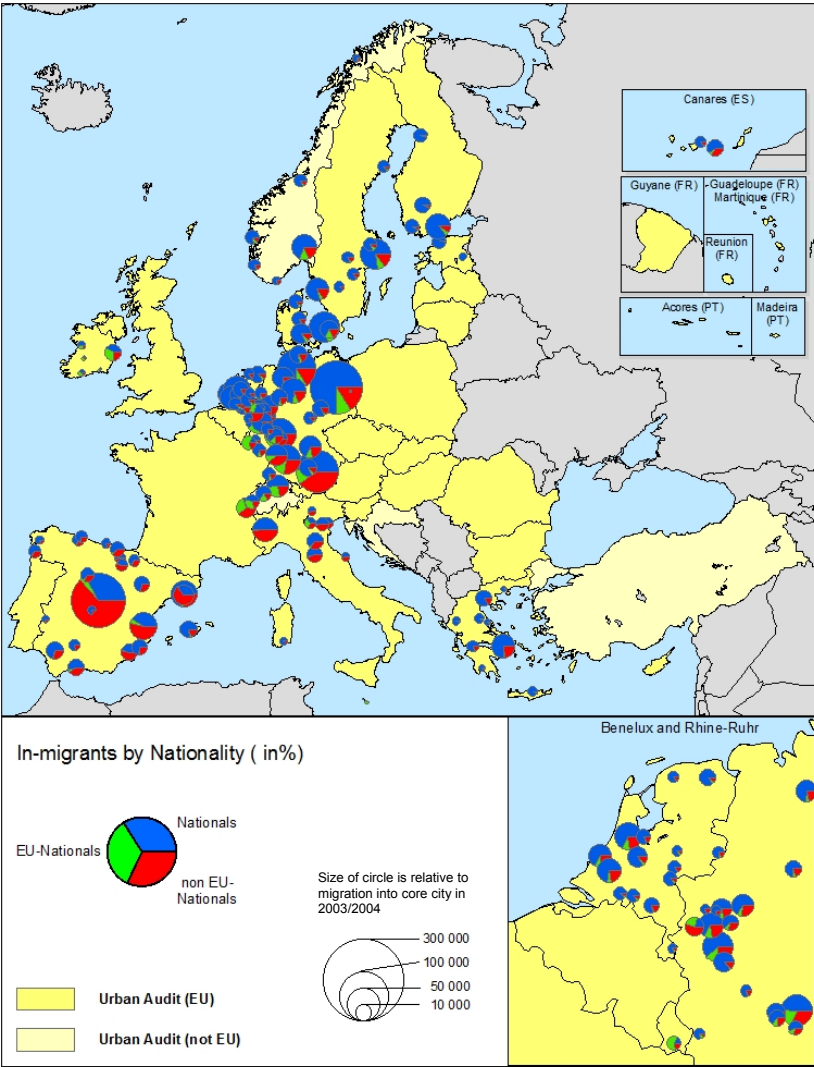 Canares (ES)
Guyane (FR)
Guadeloupe (FR)
Martinique (FR)
Reunion
(FR)
Acores (PT)
Madeira
(PT)
Benelux and Rhine-Ruhr
In-migrants by Nationality ( in%)
Nationals
EU-Nationals
non EU-
Nationals
Size of circle is relative to
migration into core city in
2003/2004
300 000
100 000
50 000
10 000
Urban Audit (EU)
Urban Audit (not EU)